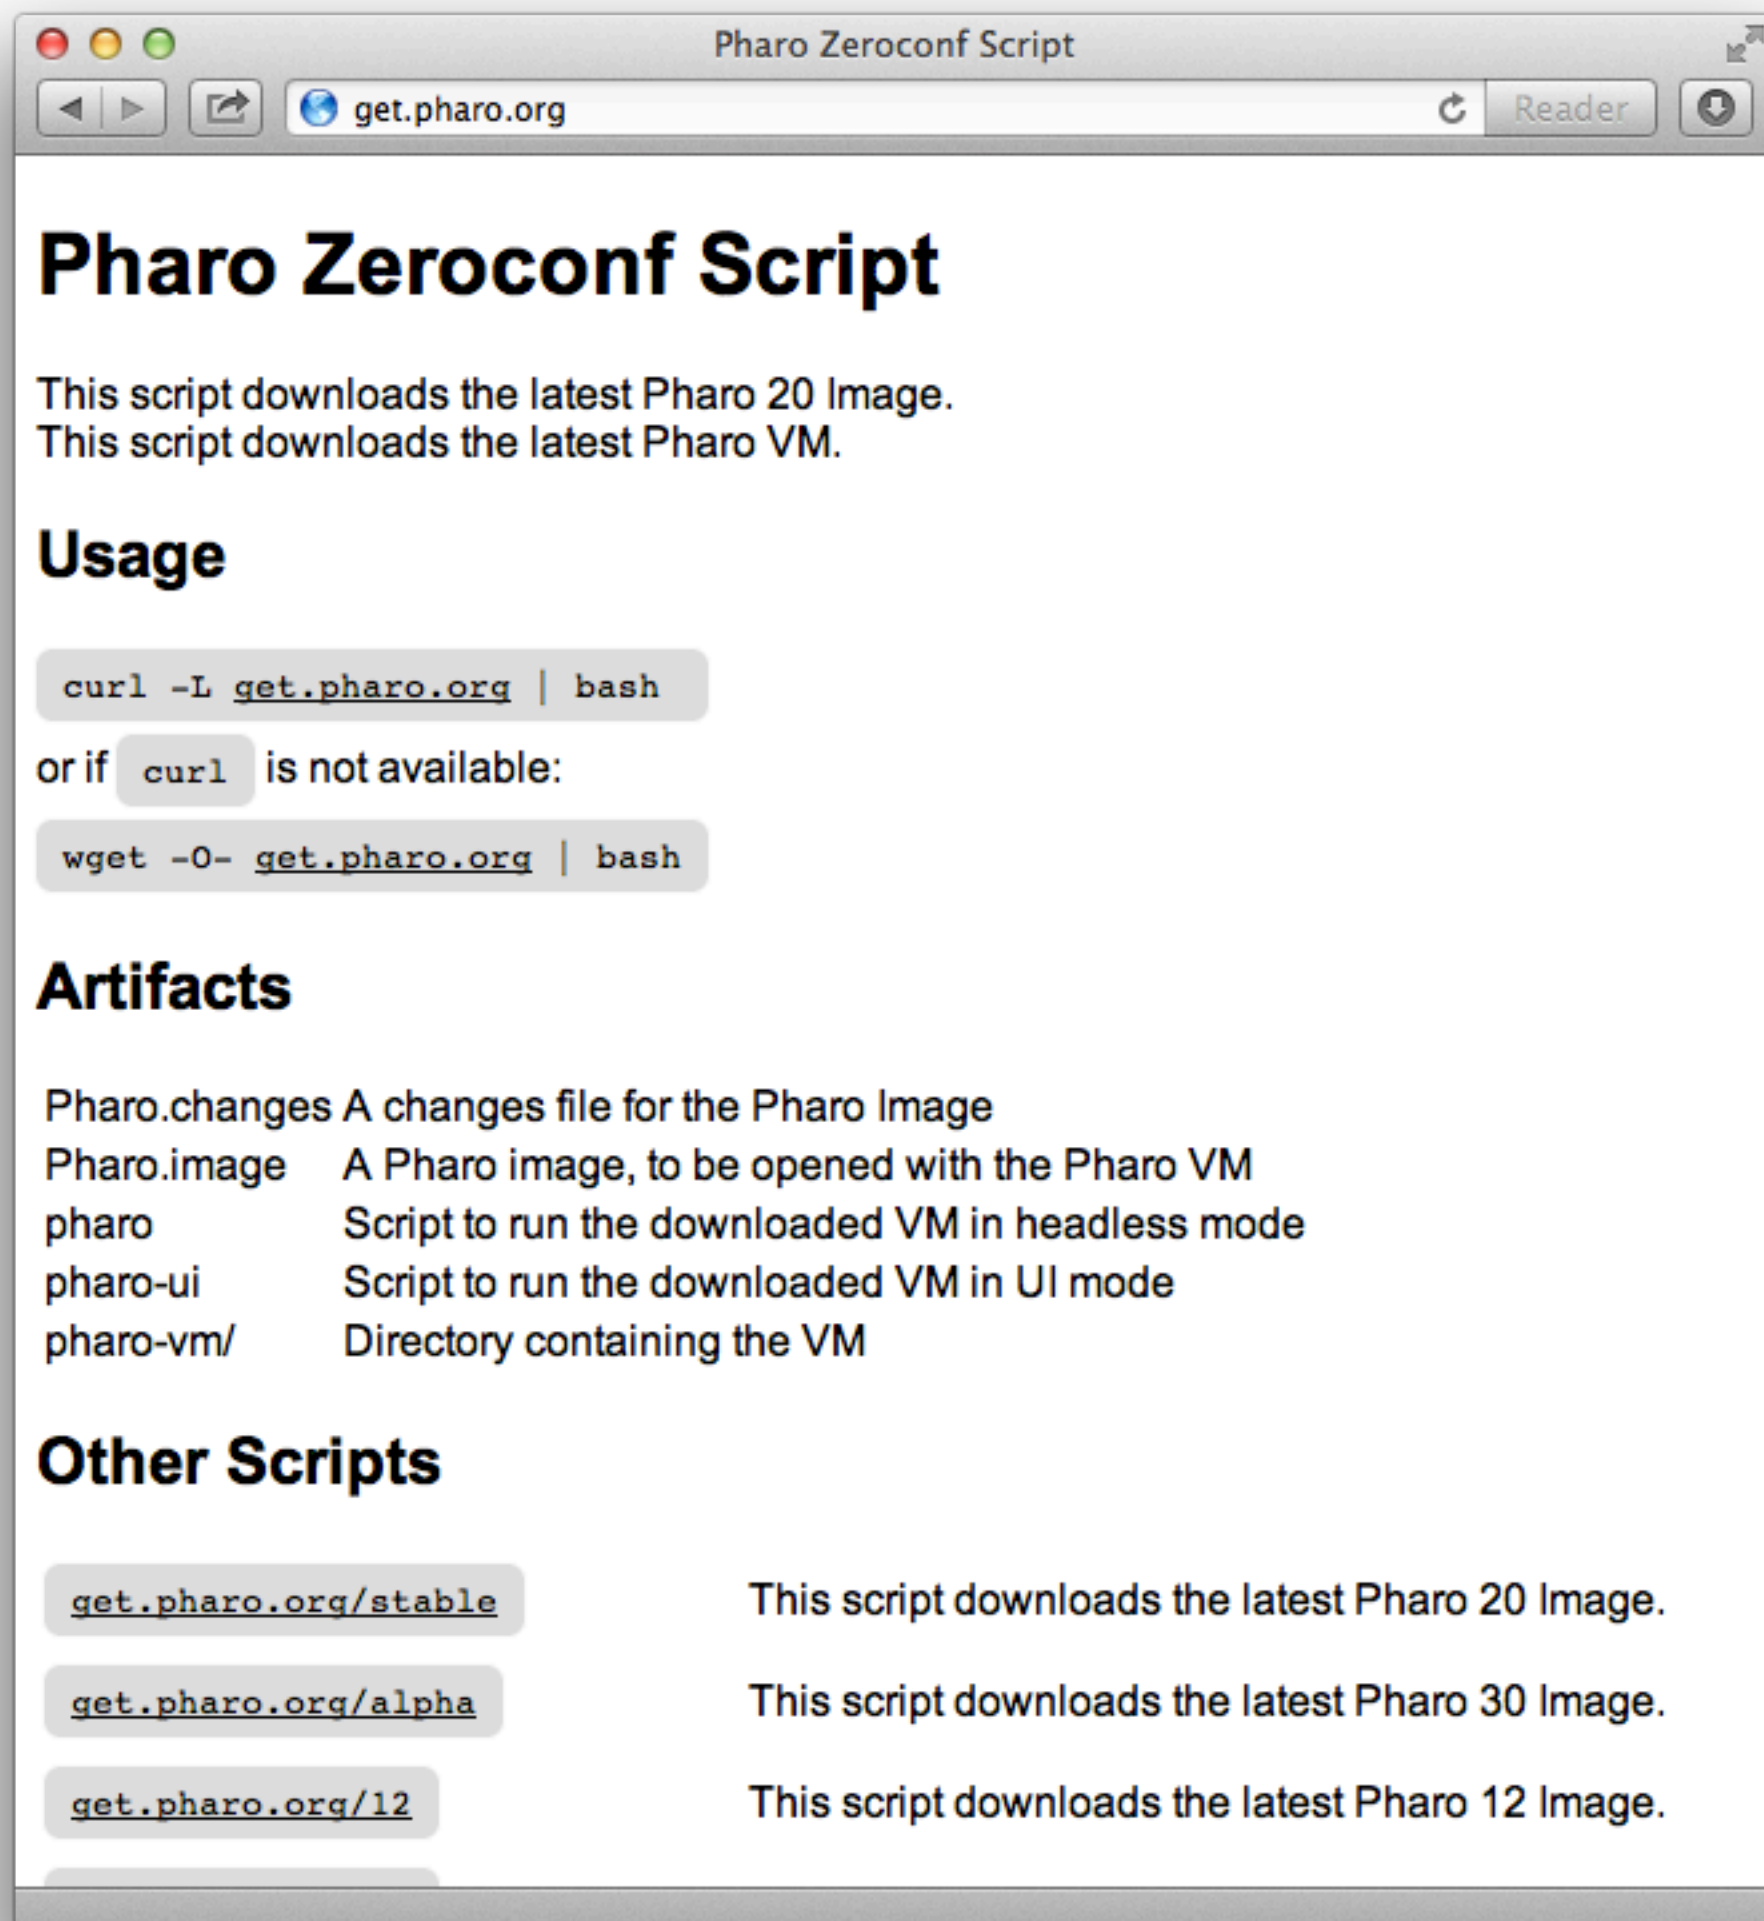 Pharo Zeroconf Script
get.pharo.org
Reader
Pharo Zeroconf Script
This script downloads the latest Pharo 20 Image.
This script downloads the latest Pharo VM.
Usage
curl -L get.pharo.org | bash
or if curl is not available:
wget -O- get.pharo.org | bash
Artifacts
Pharo.changes A changes file for the Pharo Image
Pharo.image A Pharo image, to be opened with the Pharo VM
pharo Script to run the downloaded VM in headless mode
pharo-ui Script to run the downloaded VM in UI mode
pharo-vm/ Directory containing the VM
Other Scripts
get.pharo.org/stable This script downloads the latest Pharo 20 Image.
get.pharo.org/alpha This script downloads the latest Pharo 30 Image.
get.pharo.org/12 This script downloads the latest Pharo 12 Image.